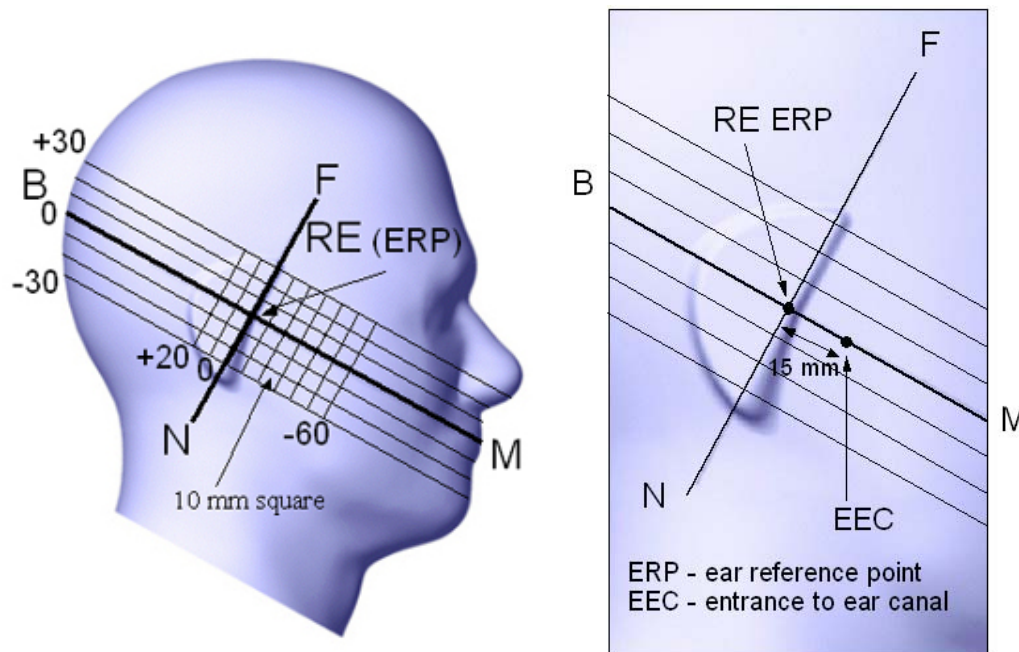 +30
B
0
-30
F
RE (ERP)
+20
0
N
-60
M
10 mm square
F
RE ERP
B
15 mm
M
N
EEC
ERP - ear reference point
EEC - entrance to ear canal